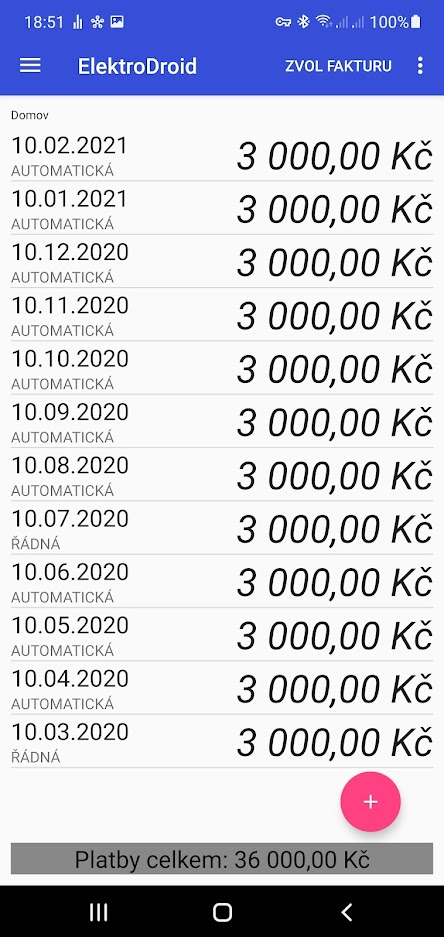 18:51 100%
ElektroDroid ZVOL FAKTURU
Domov
10.02.2021 3 000,00 Kč
AUTOMATICKÁ
10.01.2021 3 000,00 Kč
AUTOMATICKÁ
10.12.2020 3 000,00 Kč
AUTOMATICKÁ
10.11.2020 3 000,00 Kč
AUTOMATICKÁ
10.10.2020 3 000,00 Kč
AUTOMATICKÁ
10.09.2020 3 000,00 Kč
AUTOMATICKÁ
10.08.2020 3 000,00 Kč
AUTOMATICKÁ
10.07.2020 3 000,00 Kč
ŘÁDNÁ
10.06.2020 3 000,00 Kč
AUTOMATICKÁ
10.05.2020 3 000,00 Kč
AUTOMATICKÁ
10.04.2020 3 000,00 Kč
AUTOMATICKÁ
10.03.2020 3 000,00 Kč
ŘÁDNÁ
+
Platby celkem: 36 000,00 Kč